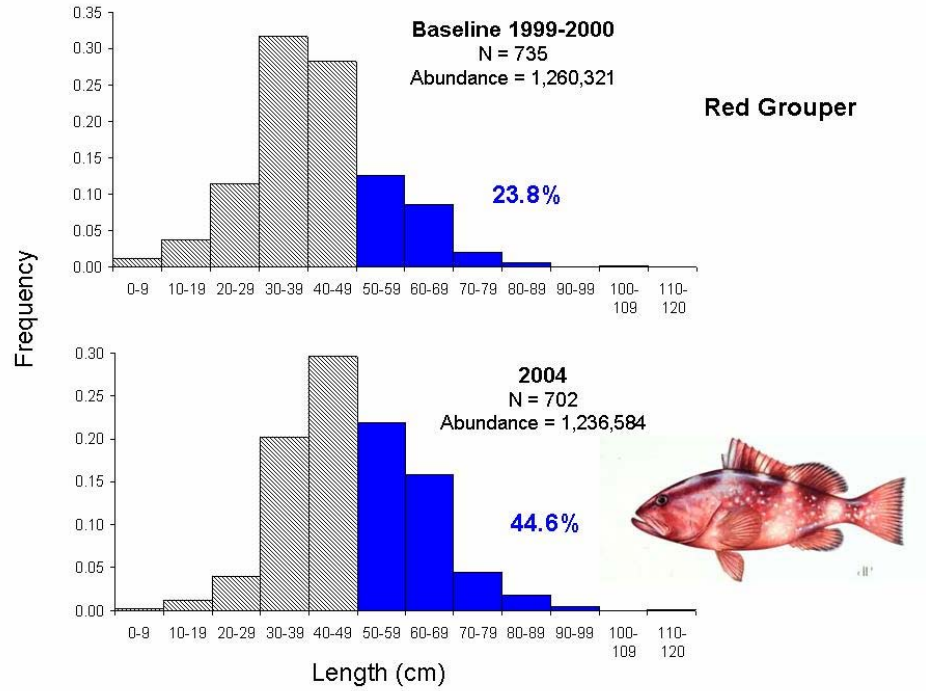 Baseline 1999-2000
N = 735
Abundance = 1,260,321
Red Grouper
23.8%
0.35
0.30
0.25
0.20
0.15
0.10
0.05
0.00
0-9 10-19 20-29 30-39 40-49 50-59 60-69 70-79 80-89 90-99 100-109 110-120
Frequency
2004
N = 702
Abundance = 1,236,584
44.6%
0.30
0.25
0.20
0.15
0.10
0.05
0.00
0-9 10-19 20-29 30-39 40-49 50-59 60-69 70-79 80-89 90-99 100-109 110-120
Length (cm)